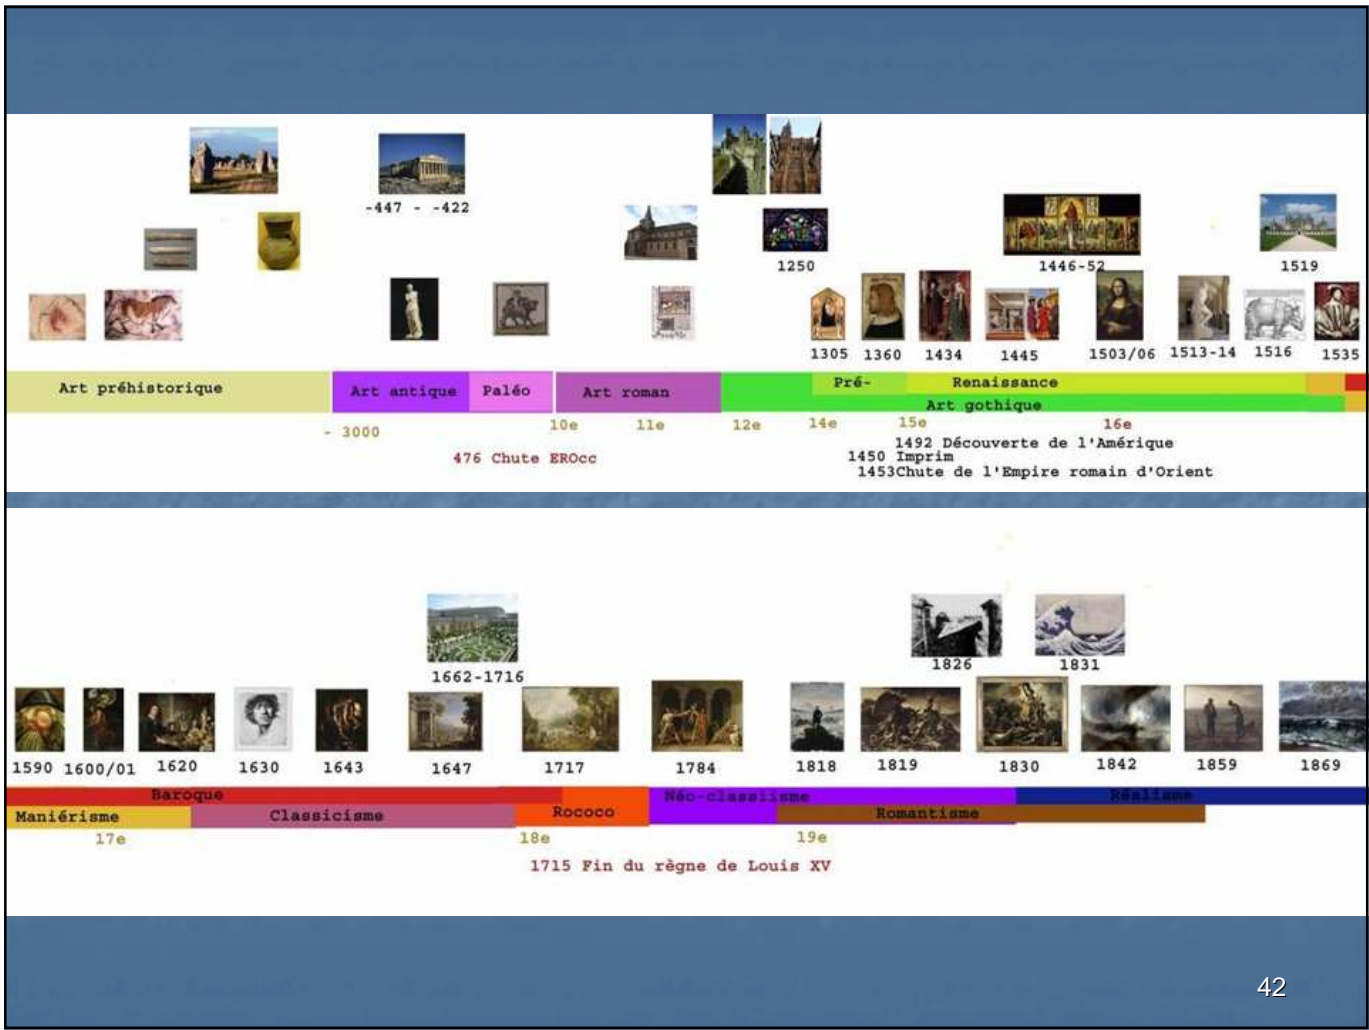 -447 - -422
1250
1446-52
1519
1305 1360 1434 1445 1503/06 1513-14 1516 1535
Art préhistorique Art antique Paléo Art roman Pré- Renaissance
Art gothique
- 3000 10e 11e 12e 14e 15e 16e
476 Chute EROcc
1492 Découverte de l'Amérique
1450 Imprim
1453Chute de l'Empire romain d'Orient
1826 1831
1662-1716
1590 1600/01 1620 1630 1643 1647 1717 1784 1818 1819 1830 1842 1859 1869
Baroque Néo-classiisme Réalisme
Maniérisme Classicisme Rococo Romantisme
17e 18e 19e
1715 Fin du règne de Louis XV
42